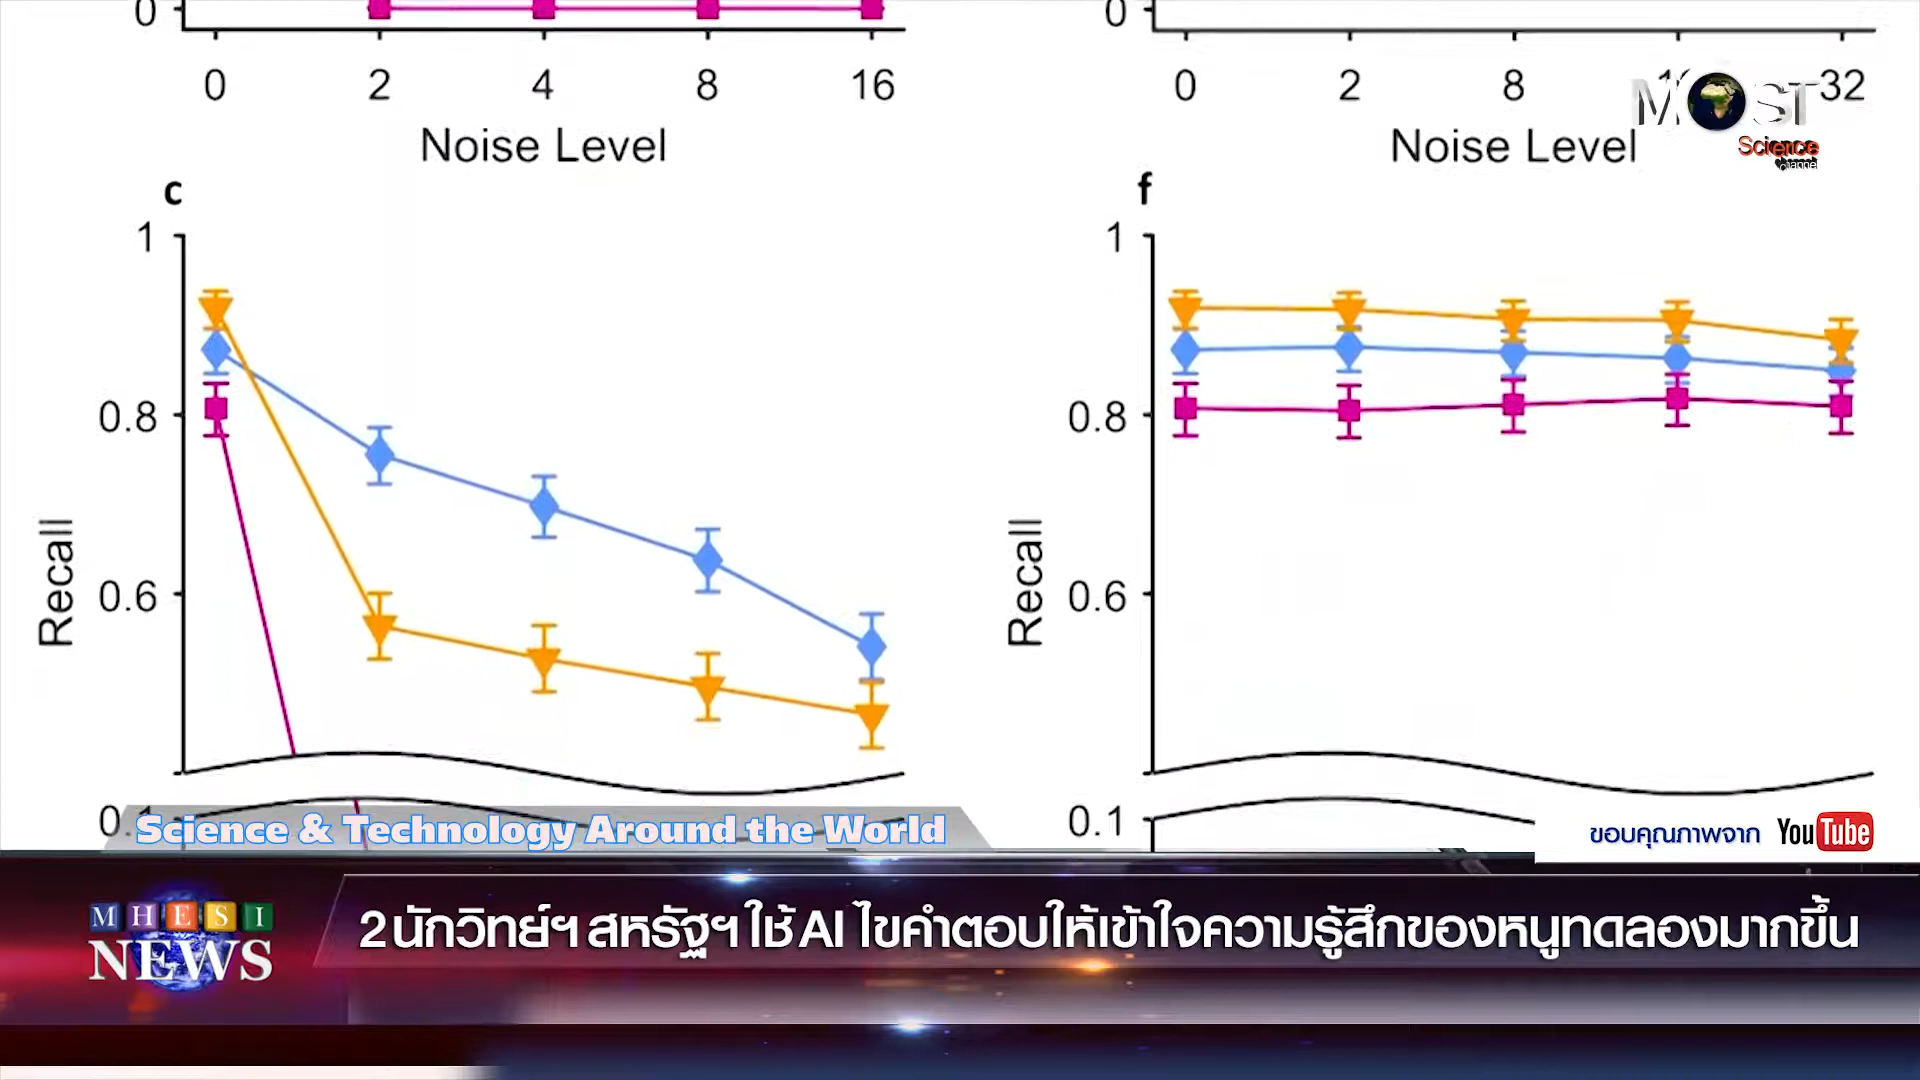 0
0
0 2 4 8 16
0 2 8 32
MOST
Science
channel
Noise Level
Noise Level
c
f
1
0.8
0.6
Recall
1
0.8
0.6
0.1
Recall
Science & Technology Around the World
ขอบคุณภาพจาก YouTube
MHESI
NEWS
2 นักวิทย์ฯ สหรัฐฯ ใช้ AI ไขคำตอบให้เข้าใจความรู้สึกของหนูทดลองมากขึ้น